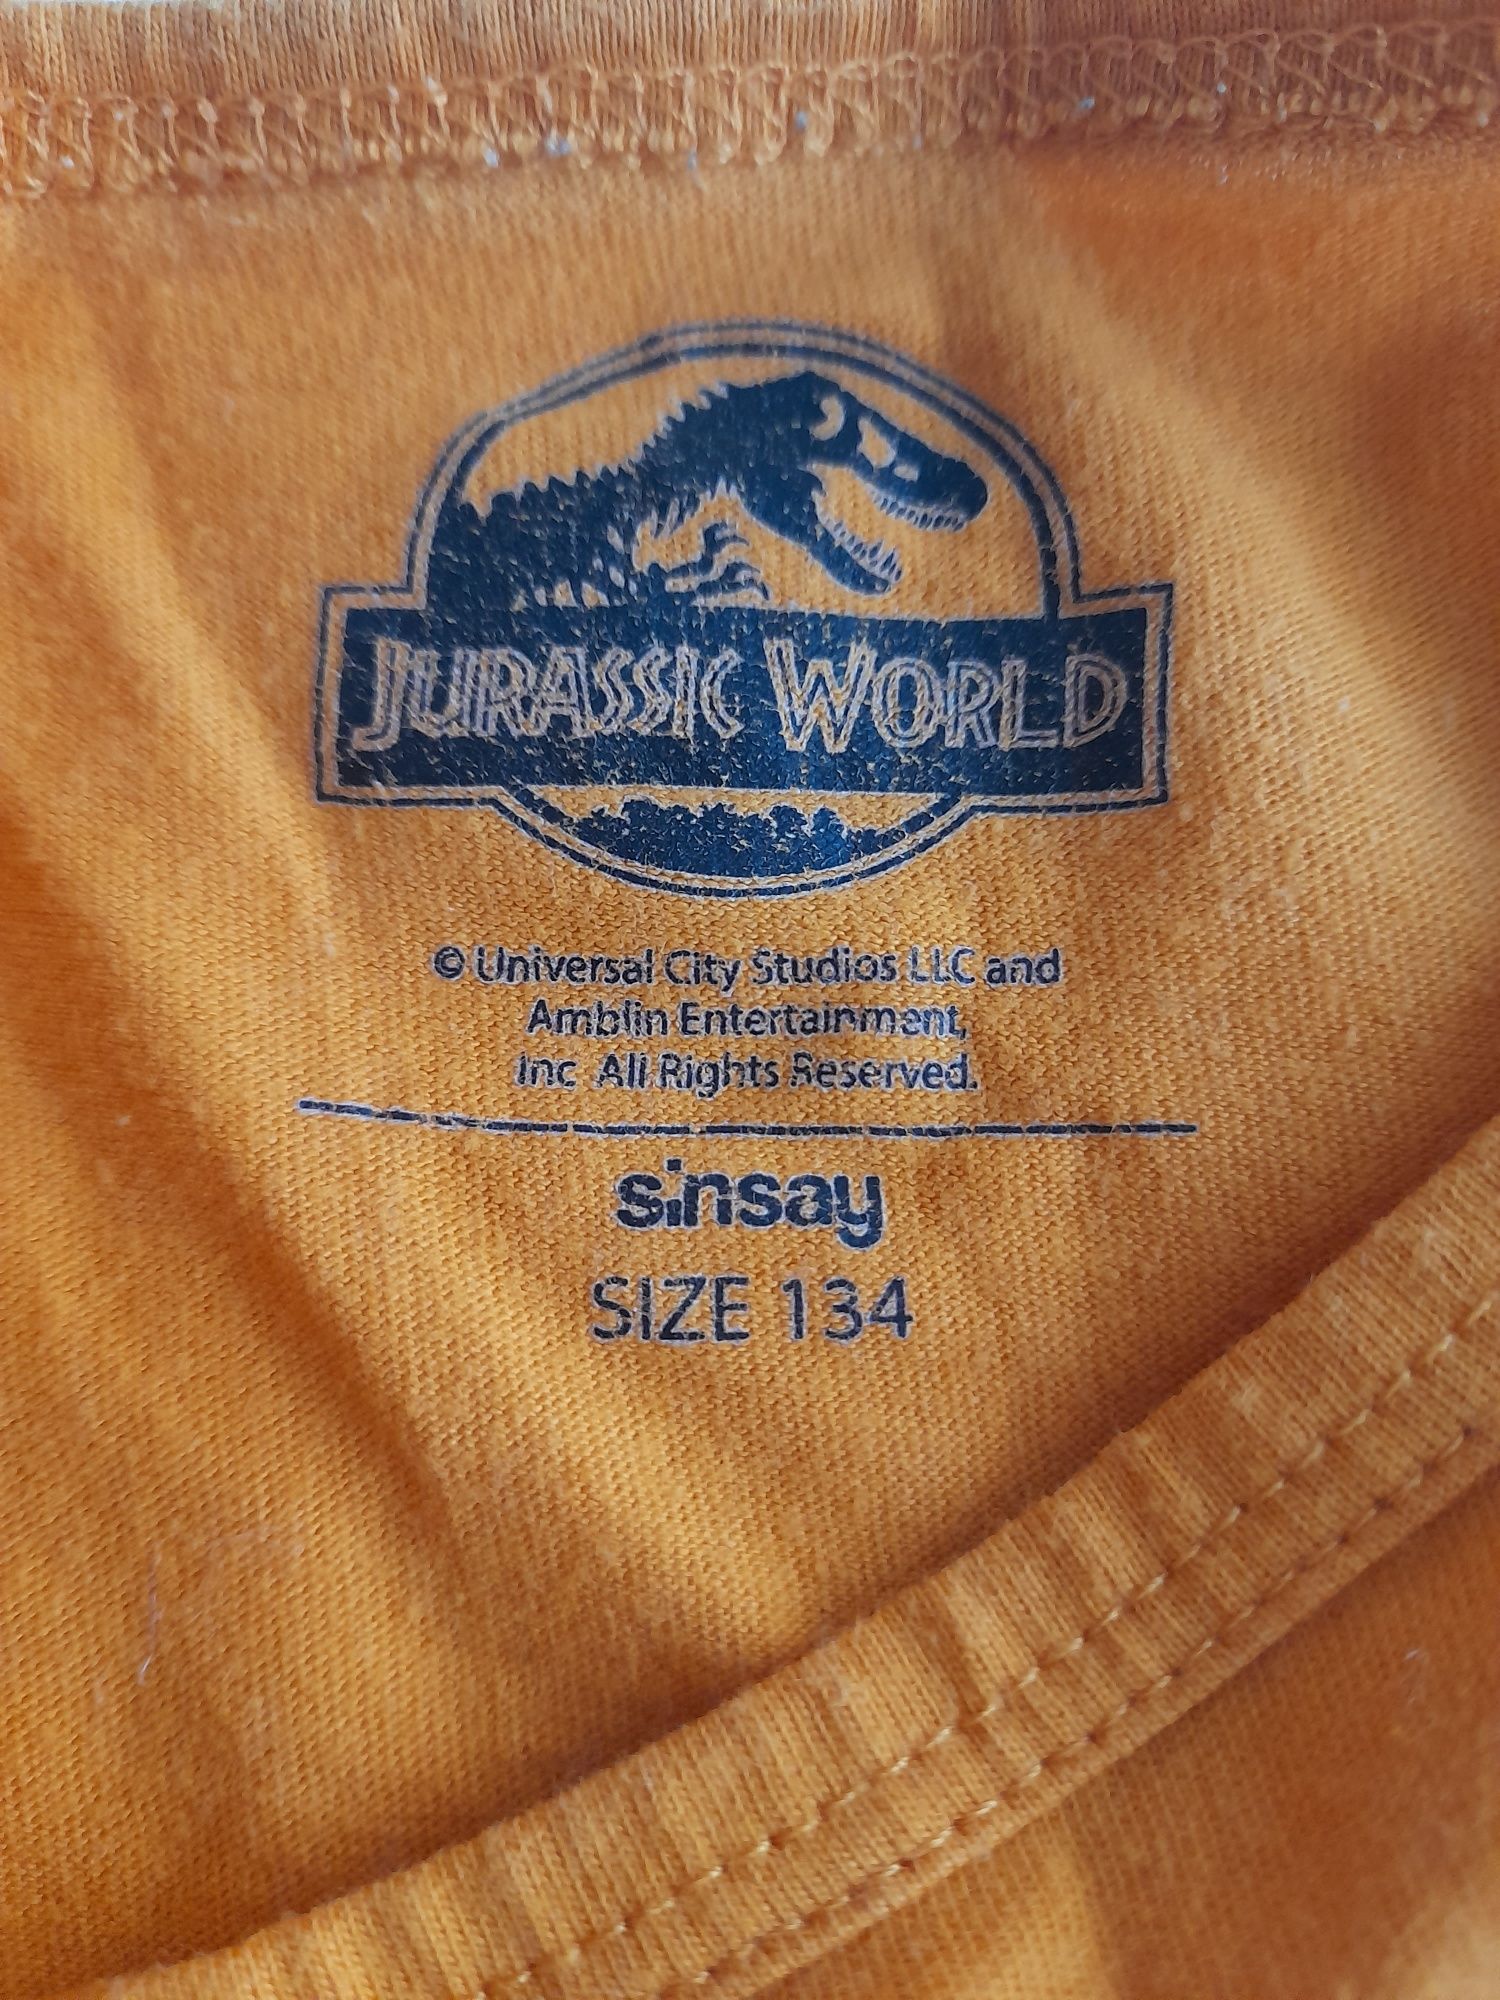 JURASSIC WORLD
© Universal City Studios LLC and
Amblin Entertainment,
Inc All Rights Reserved.
sinsay
SIZE 134